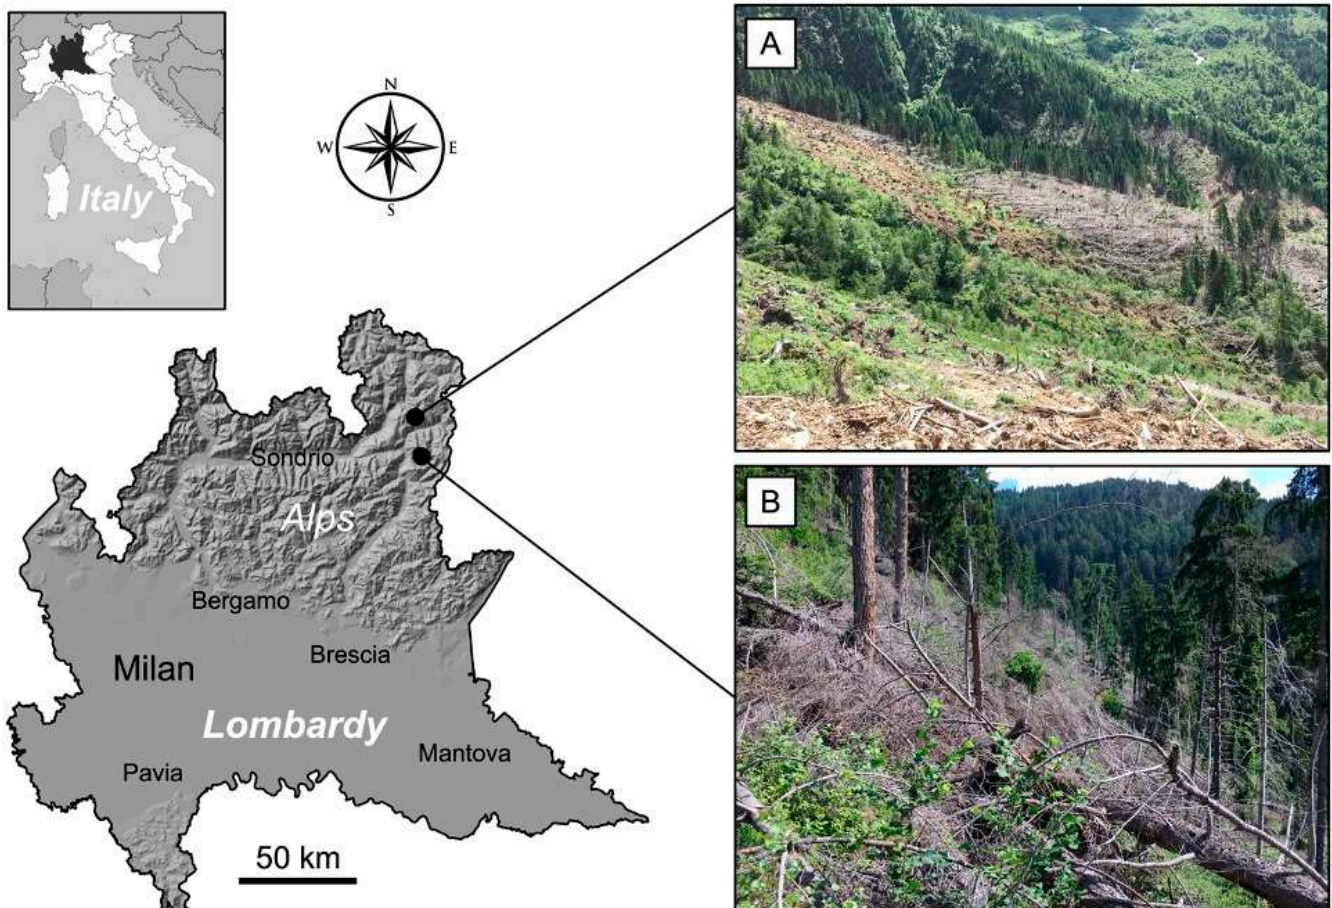 Italy
N
W
E
S
A
Sondrio
Alps
Bergamo
Brescia
Milan
Lombardy
Mantova
Pavia
50 km
B